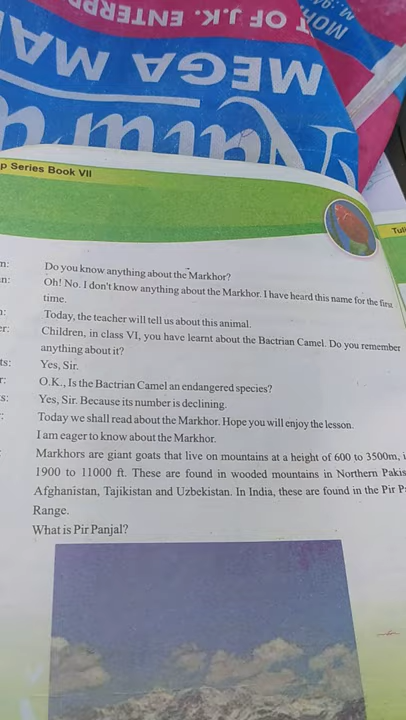 OF J.K. ENTERP
MEGA MA
p Series Book VII
Tuli
n: Do you know anything about the Markhor?
n: Oh! No. I don't know anything about the Markhor. I have heard this name for the first
time.
: Today, the teacher will tell us about this animal.
er: Children, in class VI, you have learnt about the Bactrian Camel. Do you remember
anything about it?
ts: Yes, Sir.
r: O.K., Is the Bactrian Camel an endangered species?
s: Yes, Sir. Because its number is declining.
: Today we shall read about the Markhor. Hope you will enjoy the lesson.
I am eager to know about the Markhor.
Markhors are giant goats that live on mountains at a height of 600 to 3500m, i
1900 to 11000 ft. These are found in wooded mountains in Northern Pakis
Afghanistan, Tajikistan and Uzbekistan. In India, these are found in the Pir P
Range.
What is Pir Panjal?